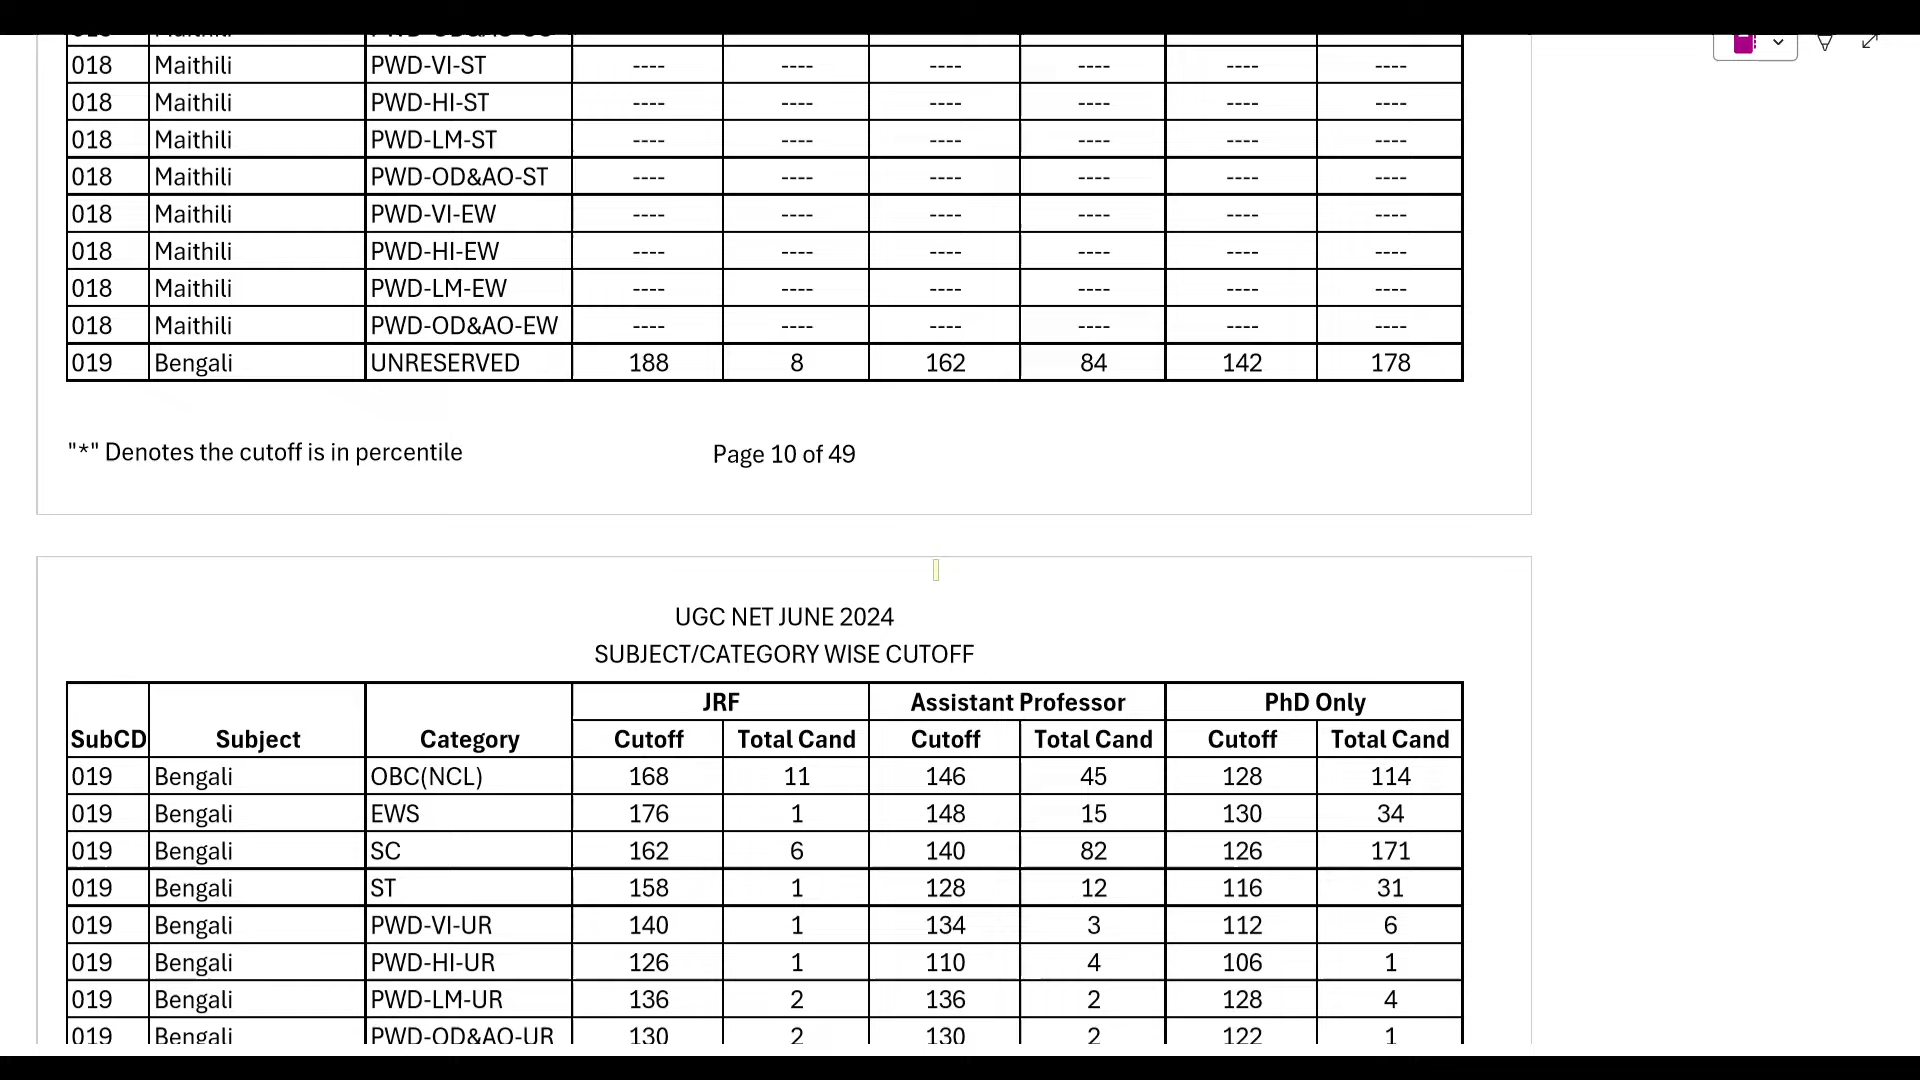 018 Maithili PWD-VI-ST ---- ---- ---- ---- ---- ----
018 Maithili PWD-HI-ST ---- ---- ---- ---- ---- ----
018 Maithili PWD-LM-ST ---- ---- ---- ---- ---- ----
018 Maithili PWD-OD&AO-ST ---- ---- ---- ---- ---- ----
018 Maithili PWD-VI-EW ---- ---- ---- ---- ---- ----
018 Maithili PWD-HI-EW ---- ---- ---- ---- ---- ----
018 Maithili PWD-LM-EW ---- ---- ---- ---- ---- ----
018 Maithili PWD-OD&AO-EW ---- ---- ---- ---- ---- ----
019 Bengali UNRESERVED 188 8 162 84 142 178
"*" Denotes the cutoff is in percentile Page 10 of 49
UGC NET JUNE 2024
SUBJECT/CATEGORY WISE CUTOFF
JRF Assistant Professor PhD Only
SubCD Subject Category Cutoff Total Cand Cutoff Total Cand Cutoff Total Cand
019 Bengali OBC(NCL) 168 11 146 45 128 114
019 Bengali EWS 176 1 148 15 130 34
019 Bengali SC 162 6 140 82 126 171
019 Bengali ST 158 1 128 12 116 31
019 Bengali PWD-VI-UR 140 1 134 3 112 6
019 Bengali PWD-HI-UR 126 1 110 4 106 1
019 Bengali PWD-LM-UR 136 2 136 2 128 4
019 Bengali PWD-OD&AO-UR 130 2 130 2 122 1